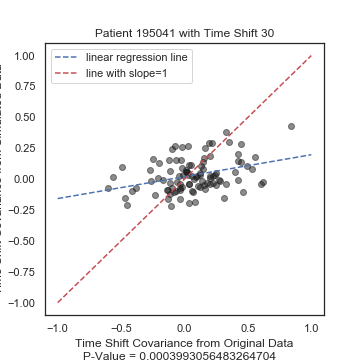 Patient 195041 with Time Shift 30
linear regression line
line with slope=1
1.00
0.75
0.50
0.25
0.00
−0.25
−0.50
−0.75
−1.00
−1.0
−0.5
0.0
0.5
1.0
Time Shift Covariance from Original Data
P-Value = 0.0003993056483264704